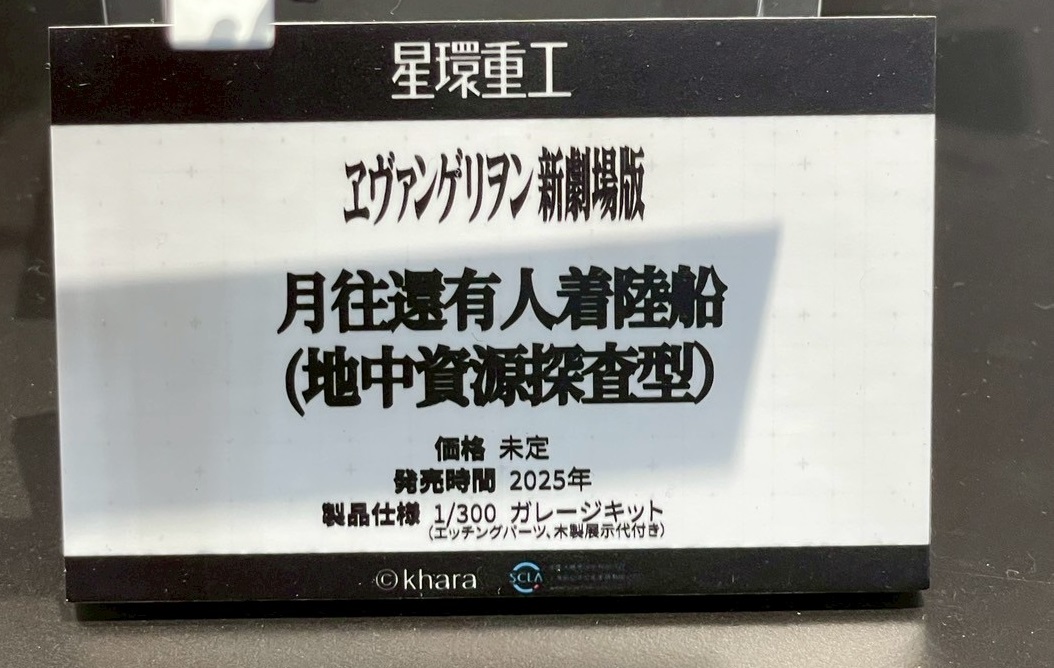 星環重工
ヱヴァンゲリヲン 新劇場版
月往還有人着陸船
(地中資源探査型)
価格 未定
発売時間 2025年
製品仕様 1/300 ガレージキット
(エッチングパーツ、木製展示代付き)
©khara SCLA